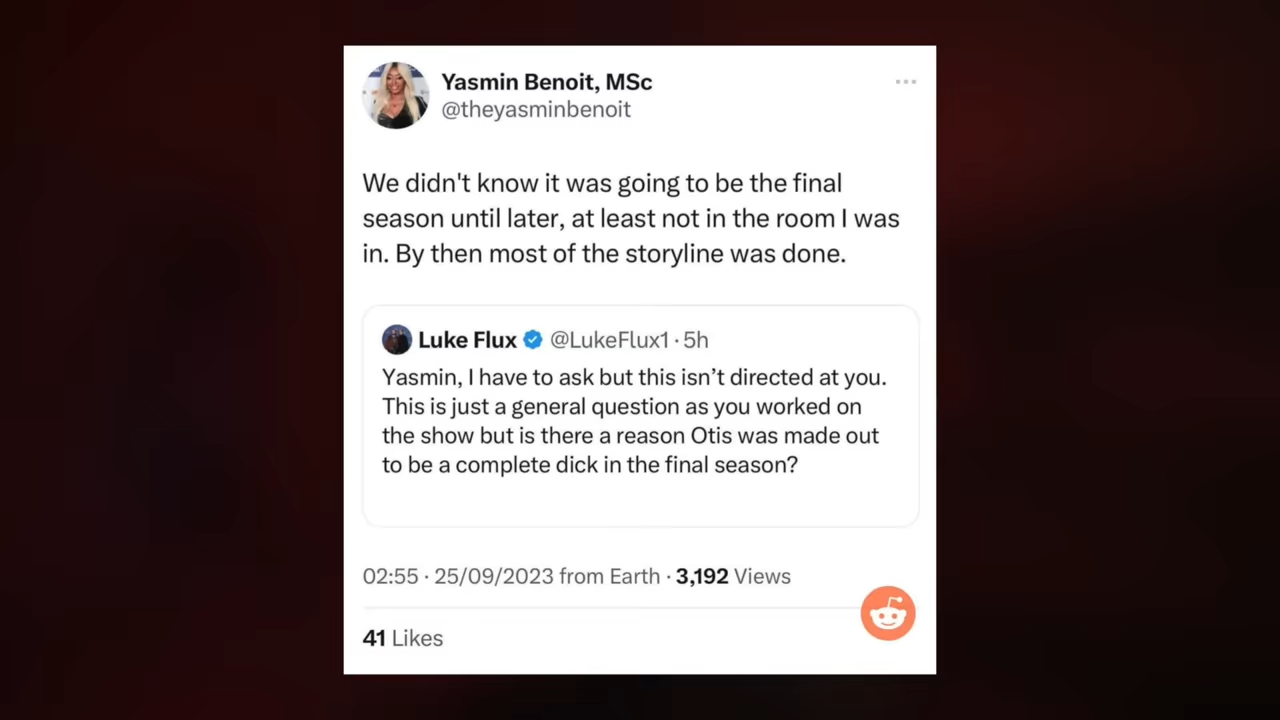 Yasmin Benoit, MSc
@theyasminbenoit
We didn't know it was going to be the final
season until later, at least not in the room I was
in. By then most of the storyline was done.
Luke Flux @LukeFlux1 · 5h
Yasmin, I have to ask but this isn’t directed at you.
This is just a general question as you worked on
the show but is there a reason Otis was made out
to be a complete dick in the final season?
02:55 · 25/09/2023 from Earth · 3,192 Views
41 Likes